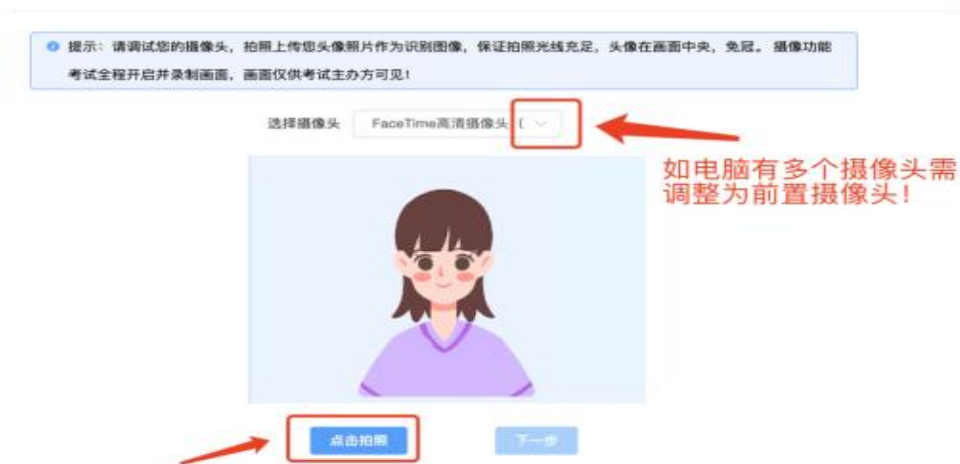 提示：请调试您的摄像头，拍照上传您头像照片作为识别图像，保证拍照光线充足，头像在画面中央，免冠。 摄像功能
考试全程开启并录制画面，画面仅供考试主办方可见！
选择摄像头 FaceTime高清摄像头 (
如电脑有多个摄像头需
调整为前置摄像头！
点击拍照 下一步